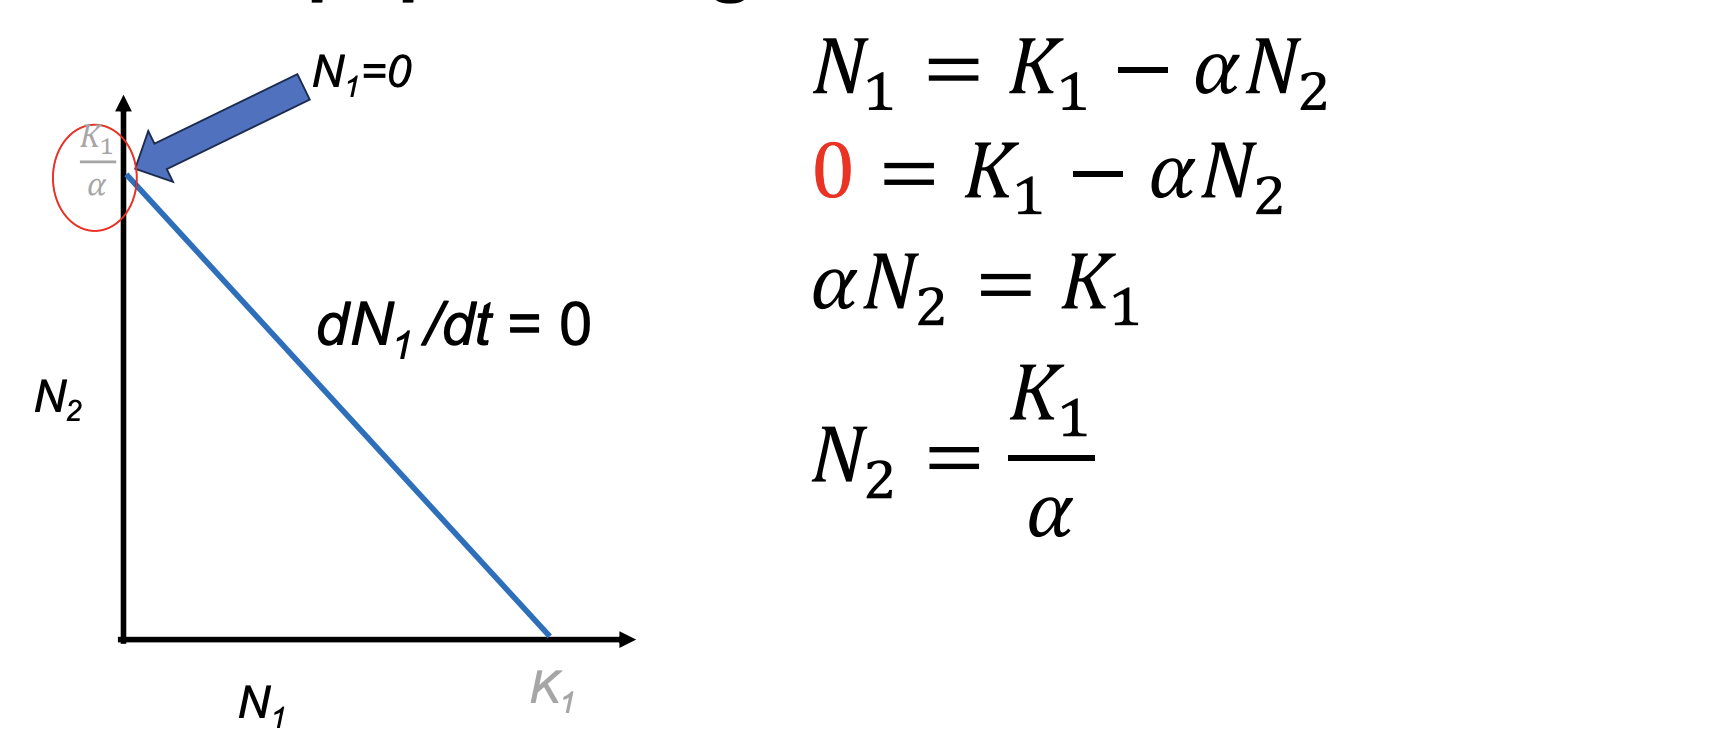 N₁=0
K₁/α
dN₁/dt = 0
N₂
N₁
K₁
N₁ = K₁ − αN₂
0 = K₁ − αN₂
αN₂ = K₁
N₂ = K₁/α